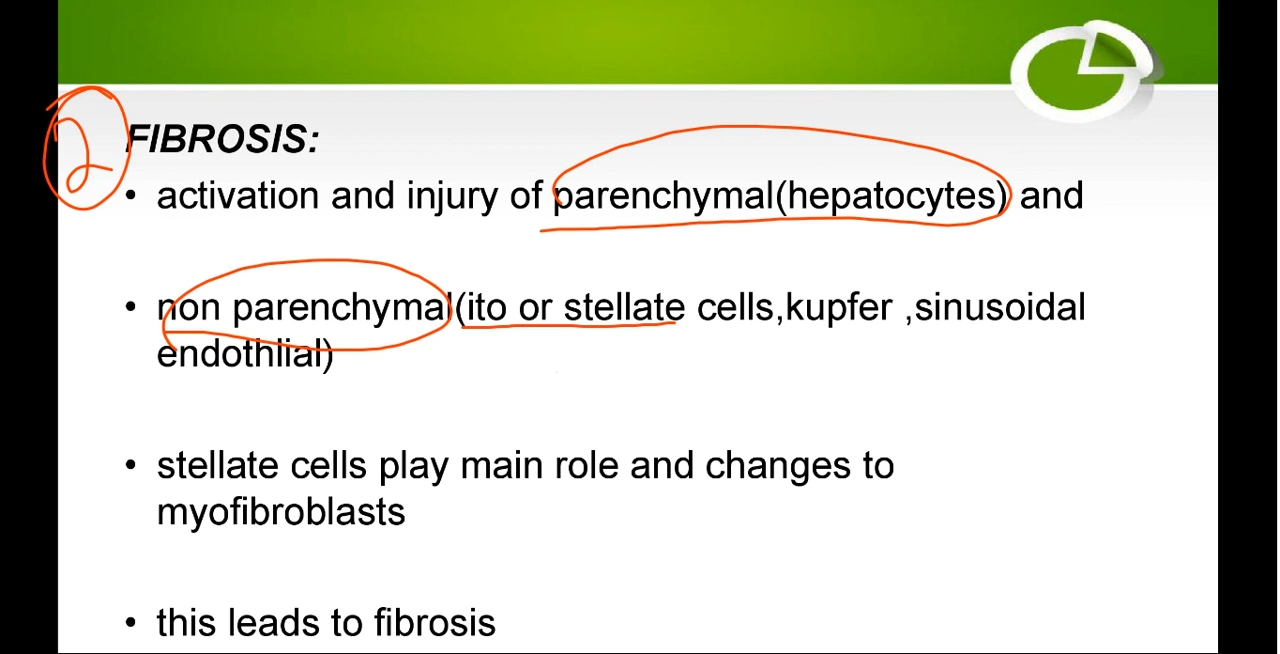 2
FIBROSIS:
• activation and injury of parenchymal(hepatocytes) and
• non parenchymal(ito or stellate cells,kupfer ,sinusoidal
endothlial)
• stellate cells play main role and changes to
myofibroblasts
• this leads to fibrosis